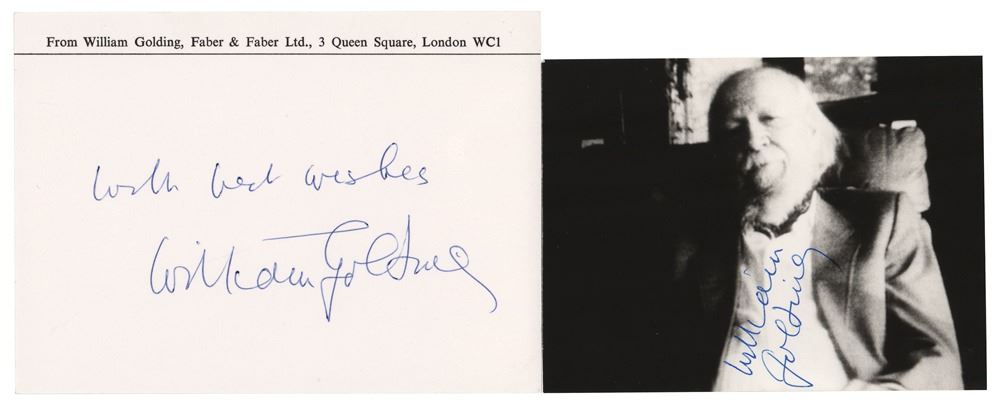 From William Golding, Faber & Faber Ltd., 3 Queen Square, London WC1
with best wishes
William Golding
William
Golding